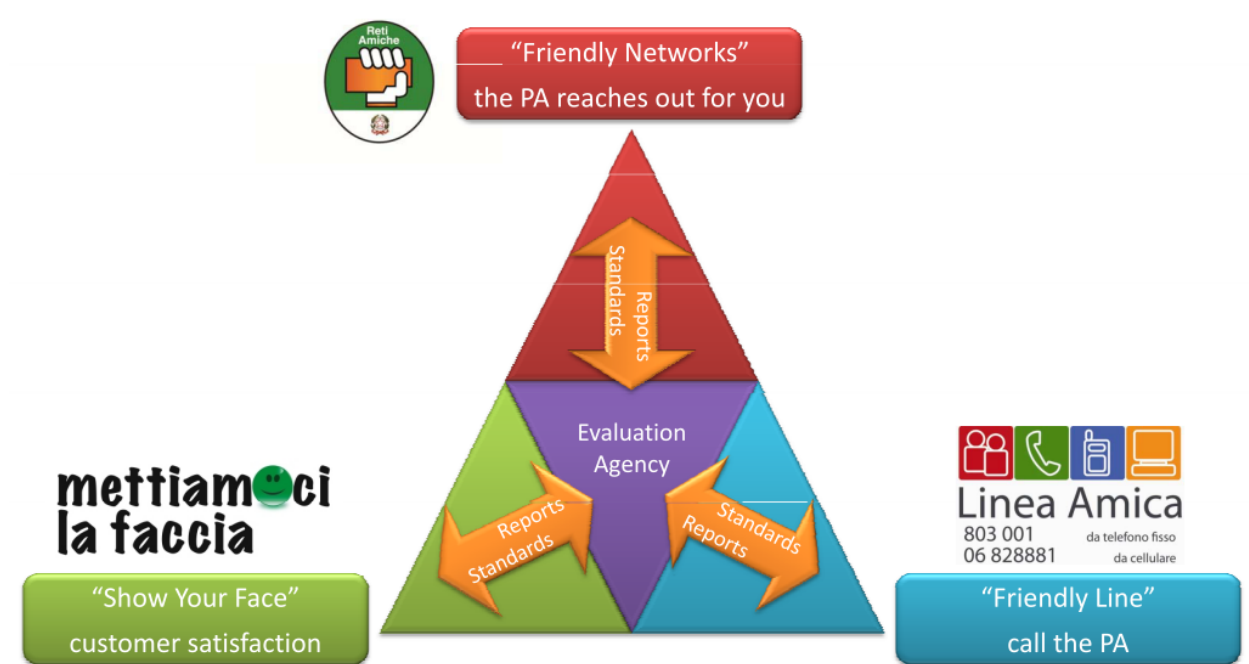 Reti
Amiche
“Friendly Networks”
the PA reaches out for you
Standards
Reports
Evaluation
Agency
Reports
Standards
Standards
Reports
mettiamoci
la faccia
“Show Your Face”
customer satisfaction
Linea Amica
803 001 da telefono fisso
06 828881 da cellulare
“Friendly Line”
call the PA